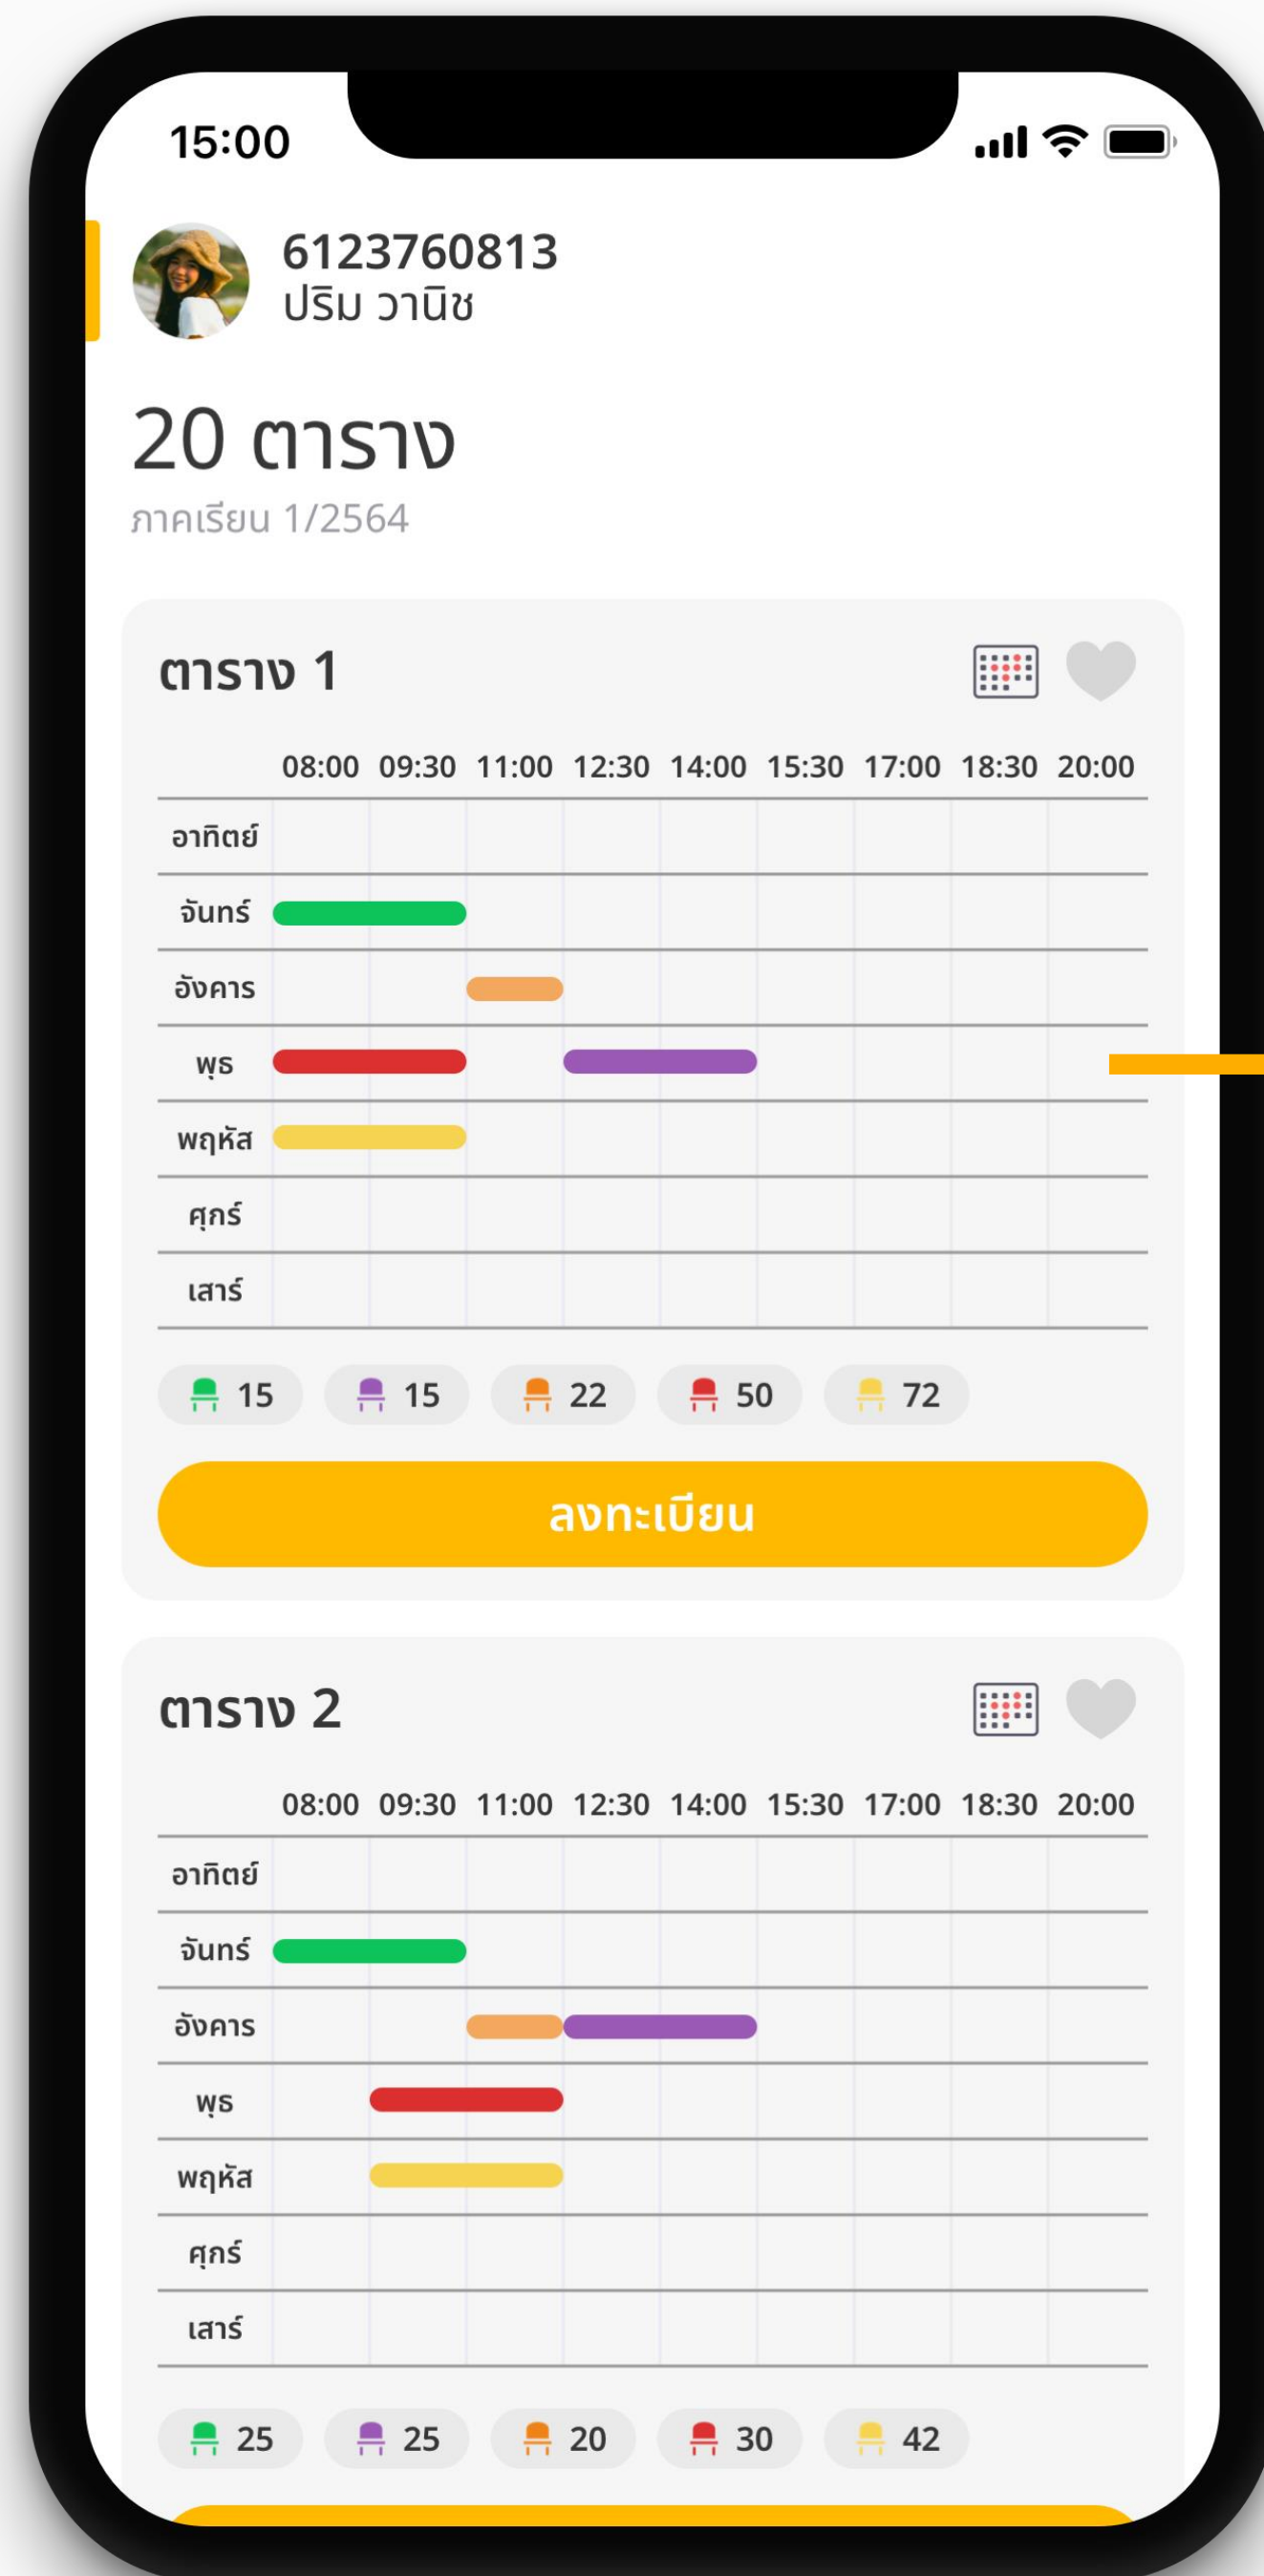 15:00
6123760813
ปริม วานิช
20 ตาราง
ภาคเรียน 1/2564
ตาราง 1
08:00 09:30 11:00 12:30 14:00 15:30 17:00 18:30 20:00
อาทิตย์
จันทร์
อังคาร
พุธ
พฤหัส
ศุกร์
เสาร์
15 15 22 50 72
ลงทะเบียน
ตาราง 2
08:00 09:30 11:00 12:30 14:00 15:30 17:00 18:30 20:00
อาทิตย์
จันทร์
อังคาร
พุธ
พฤหัส
ศุกร์
เสาร์
25 25 20 30 42